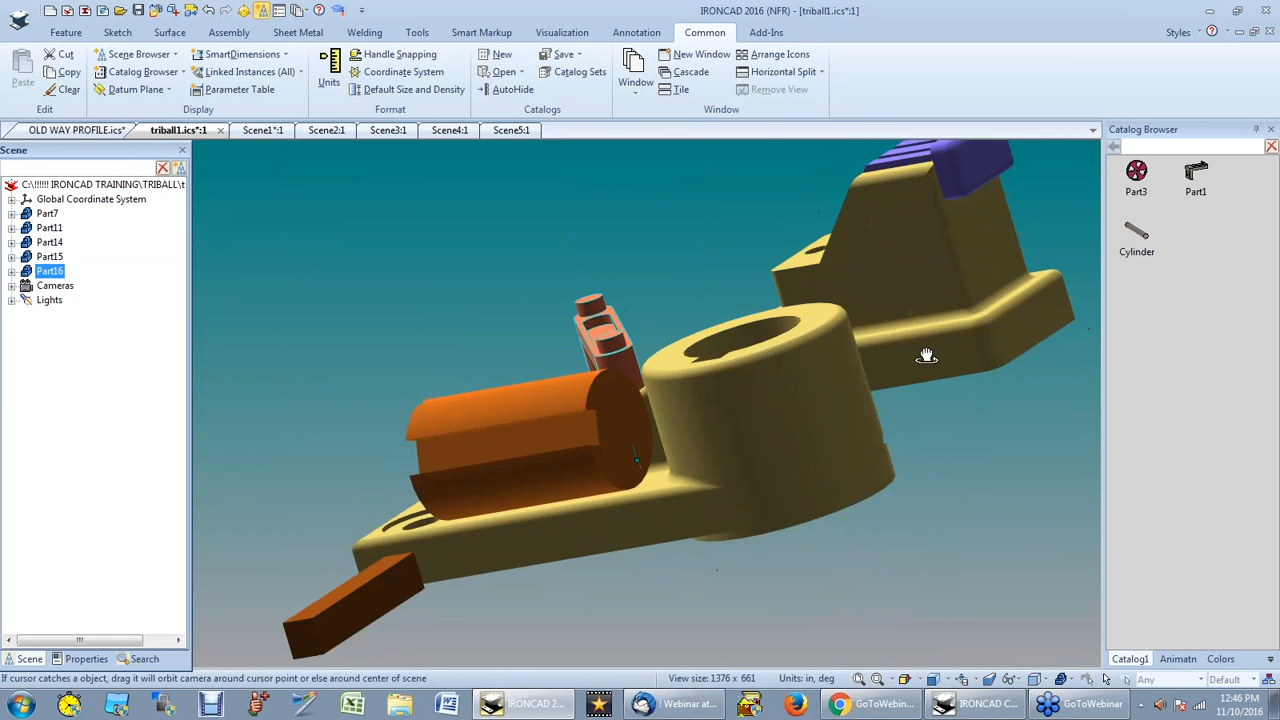 IRONCAD 2016 (NFR) - [triball1.ics*:1]
Feature Sketch Surface Assembly Sheet Metal Welding Tools Smart Markup Visualization Annotation Common Add-Ins Styles
Paste Cut Copy Clear
Scene Browser Catalog Browser Datum Plane
SmartDimensions Linked Instances (All) Parameter Table
Units Handle Snapping Coordinate System Default Size and Density
New Open AutoHide Save Catalog Sets
Window New Window Cascade Tile Arrange Icons Horizontal Split Remove View
Edit Display Format Catalogs Window
OLD WAY PROFILE.ics* triball1.ics*:1 Scene1*:1 Scene2:1 Scene3:1 Scene4:1 Scene5:1
Scene
C:\!!!!!! IRONCAD TRAINING\TRIBALL\t
Global Coordinate System
Part7
Part11
Part14
Part15
Part16
Cameras
Lights
Catalog Browser
Part3 Part1
Cylinder
Scene Properties Search
Catalog1 Animatn Colors
If cursor catches a object, drag it will orbit camera around cursor point or else around center of scene View size: 1376 x 661 Units: in, deg Any Default
IRONCAD 2... ! Webinar at... GoToWebin... IRONCAD C... GoToWebin...
12:46 PM
11/10/2016